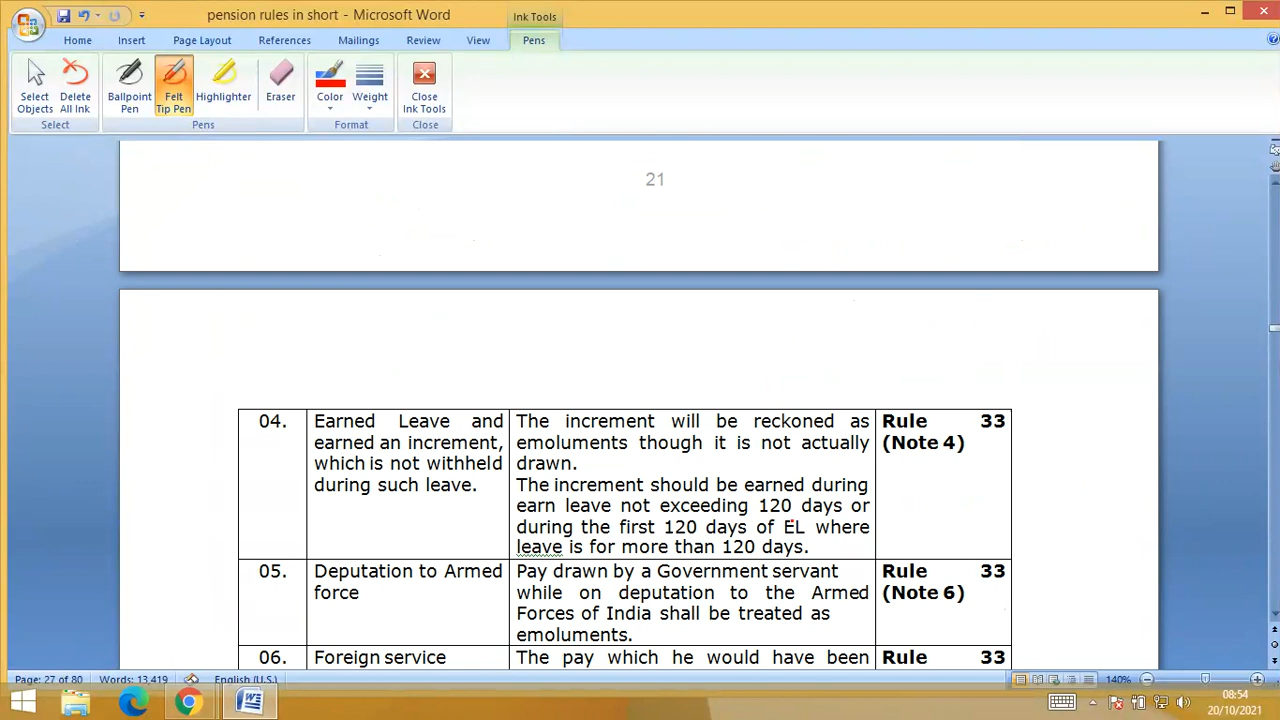 pension rules in short - Microsoft Word
Ink Tools
Home Insert Page Layout References Mailings Review View Pens
Select Objects
Delete All Ink
Ballpoint Pen
Felt Tip Pen
Highlighter
Eraser
Color
Weight
Close Ink Tools
Select Pens Format Close
21
04. Earned Leave and earned an increment, which is not withheld during such leave.
The increment will be reckoned as
emoluments though it is not actually
drawn.
The increment should be earned during
earn leave not exceeding 120 days or
during the first 120 days of EL where
leave is for more than 120 days.
Rule 33
(Note 4)
05. Deputation to Armed force
Pay drawn by a Government servant
while on deputation to the Armed
Forces of India shall be treated as
emoluments.
Rule 33
(Note 6)
06. Foreign service
The pay which he would have been
Rule 33
Page: 27 of 80 Words: 13,419 English (U.S.) 140%
08:54
20/10/2021